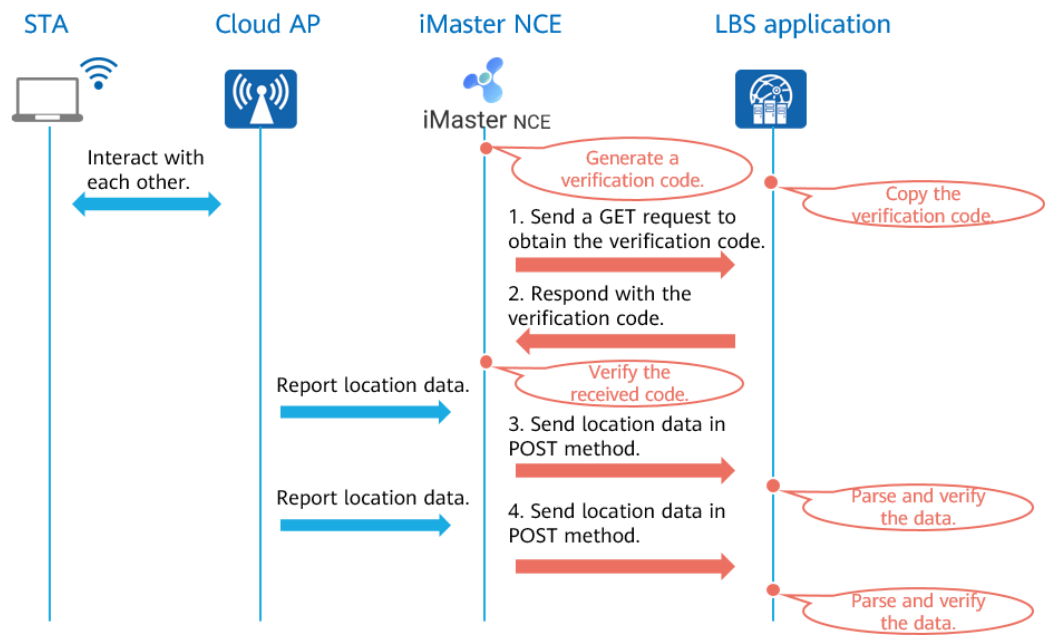 STA
Cloud AP
iMaster NCE
LBS application
iMaster NCE
Interact with
each other.
Generate a
verification code.
Copy the
verification code.
1. Send a GET request to
obtain the verification code.
2. Respond with the
verification code.
Verify the
received code.
Report location data.
3. Send location data in
POST method.
Parse and verify
the data.
Report location data.
4. Send location data in
POST method.
Parse and verify
the data.